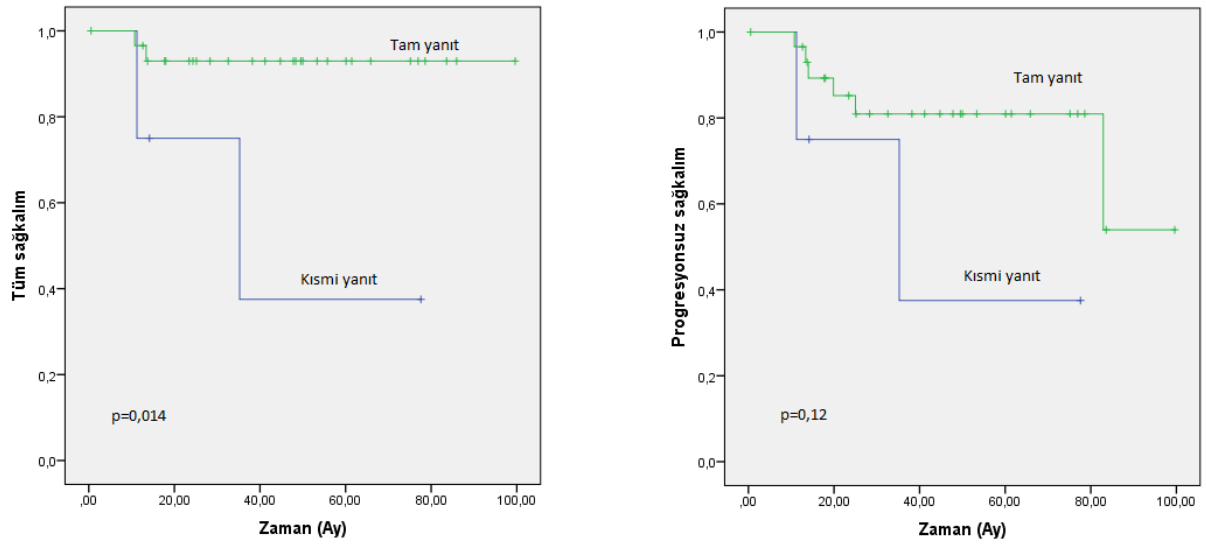 Tüm sağkalım
1,0
0,8
0,6
0,4
0,2
0,0
Tam yanıt
Kısmi yanıt
p=0,014
,00 20,00 40,00 60,00 80,00 100,00
Zaman (Ay)
Progresyonsuz sağkalım
1,0
0,8
0,6
0,4
0,2
0,0
Tam yanıt
Kısmi yanıt
p=0,12
,00 20,00 40,00 60,00 80,00 100,00
Zaman (Ay)